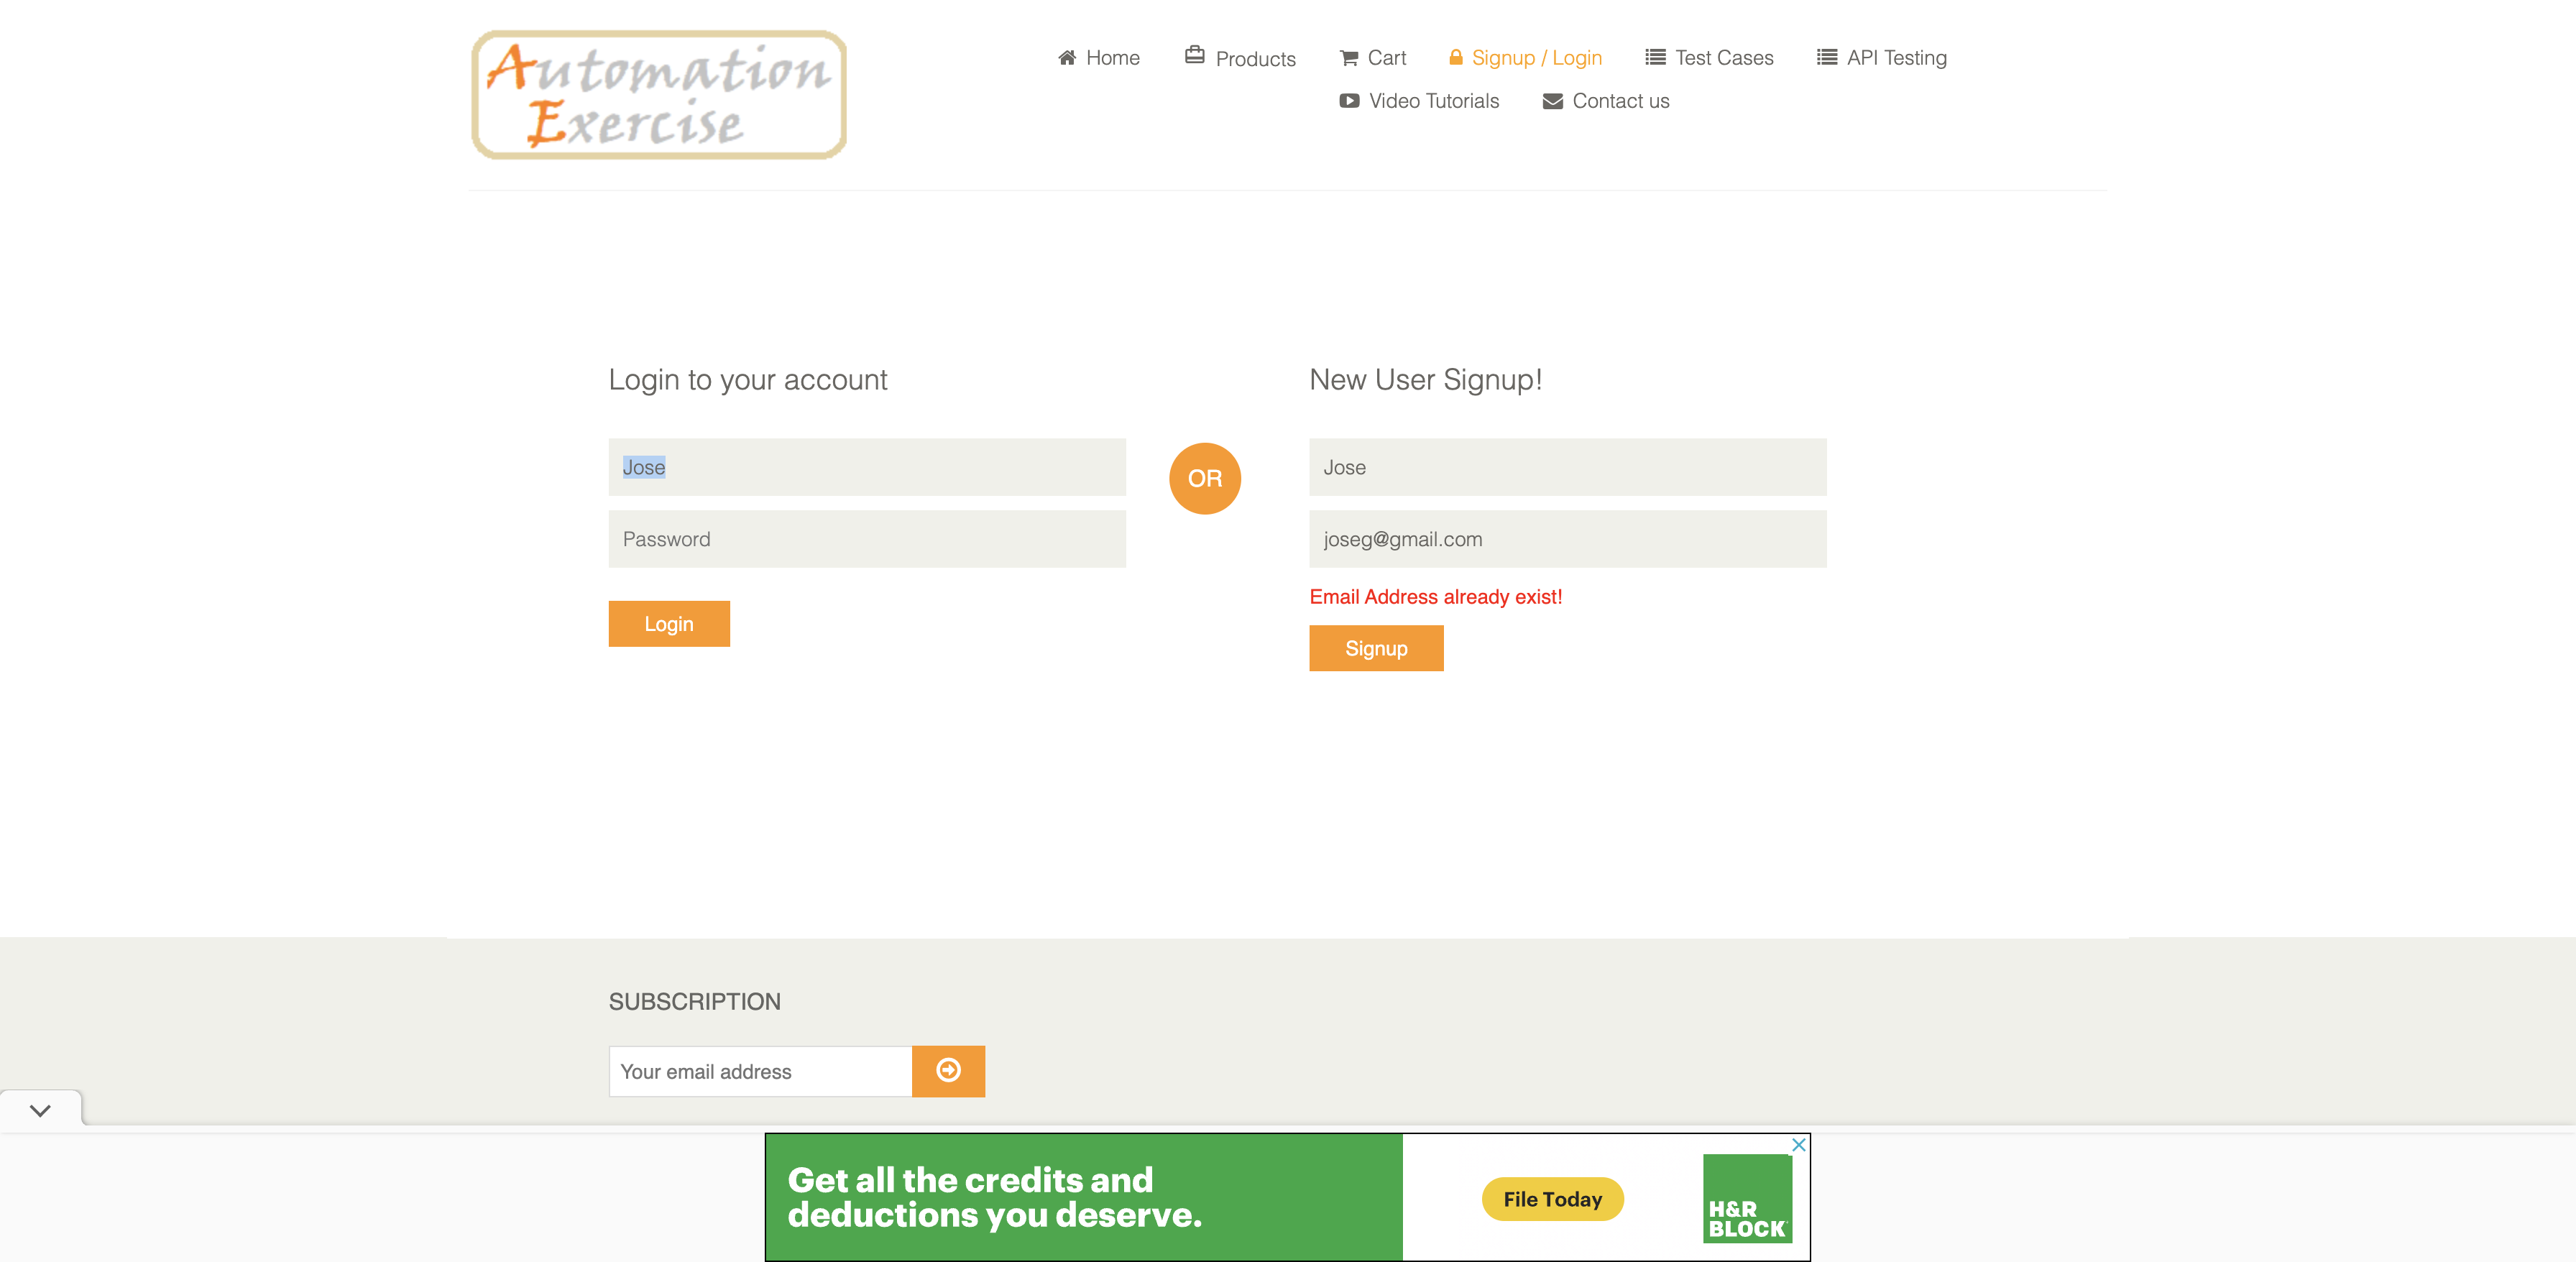 Automation
Exercise
Home Products Cart Signup / Login Test Cases API Testing
Video Tutorials Contact us
Login to your account
Jose
Password
Login
OR
New User Signup!
Jose
joseg@gmail.com
Email Address already exist!
Signup
SUBSCRIPTION
Your email address
Get all the credits and
deductions you deserve.
File Today
H&R
BLOCK